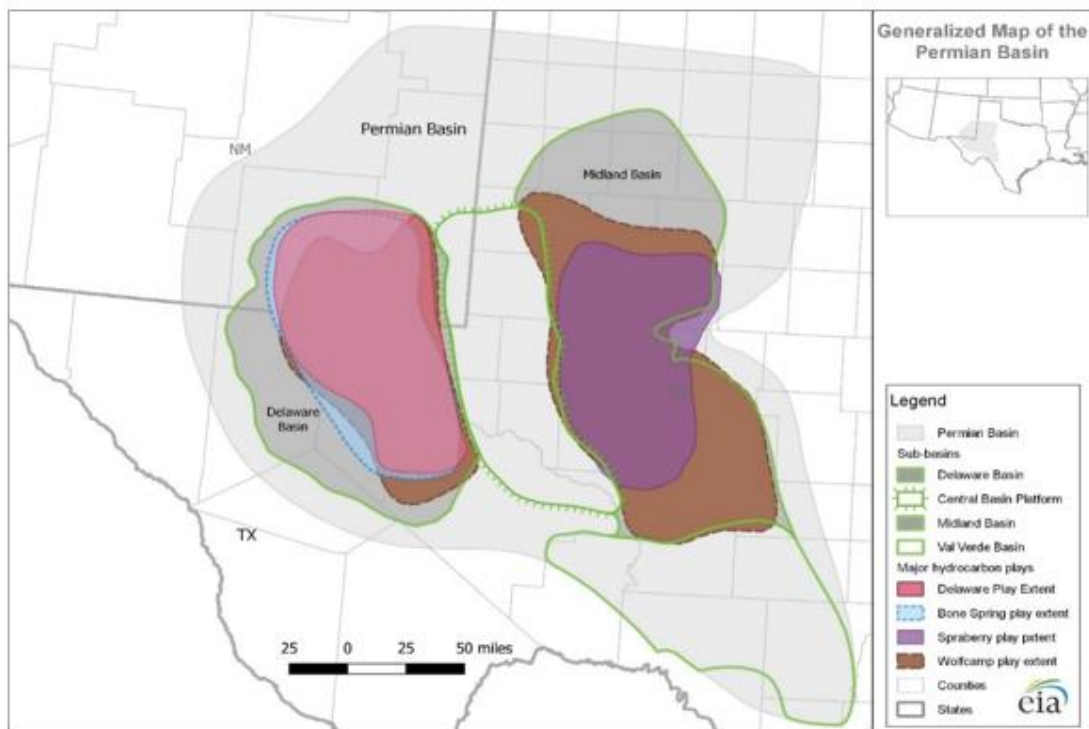 Generalized Map of the
Permian Basin
Permian Basin
NM
Midland Basin
Delaware
Basin
TX
25 0 25 50 miles
Legend
Permian Basin
Sub-basins
Delaware Basin
Central Basin Platform
Midland Basin
Val Verde Basin
Major hydrocarbon plays
Delaware Play Extent
Bone Spring play extent
Spraberry play extent
Wolfcamp play extent
Counties
States
eia